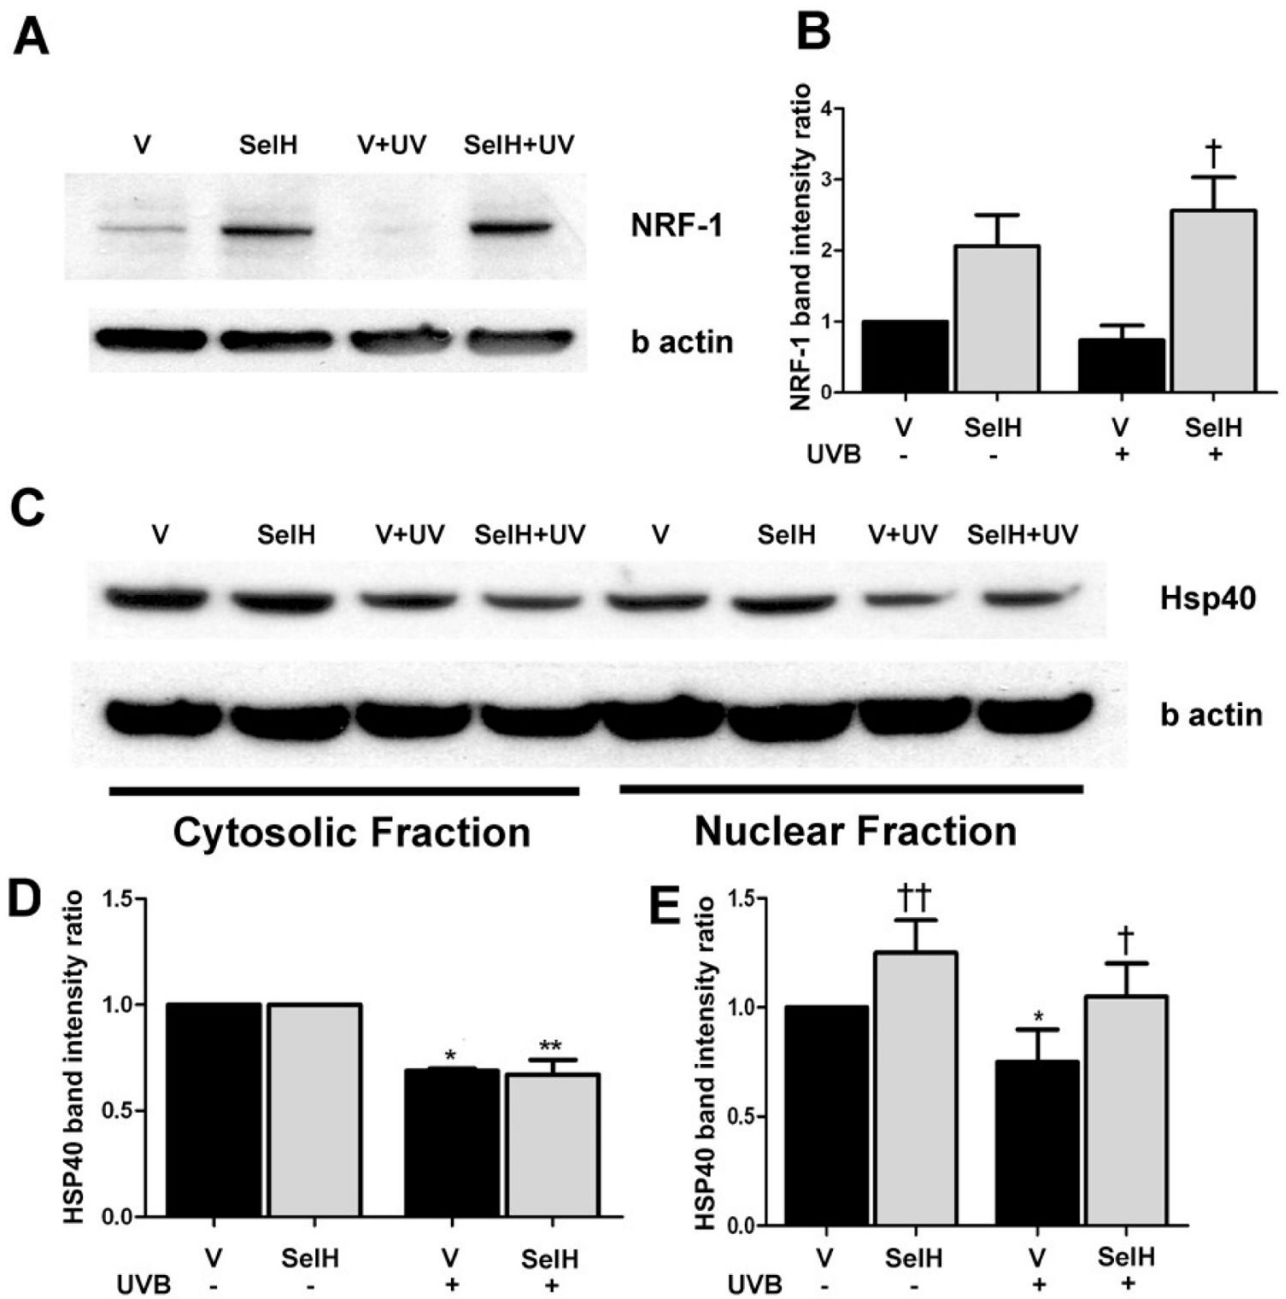 A
V SelH V+UV SelH+UV
NRF-1
b actin
B
NRF-1 band intensity ratio
4
3
2
1
0
†
V SelH V SelH
UVB - - + +
C
V SelH V+UV SelH+UV V SelH V+UV SelH+UV
Hsp40
b actin
Cytosolic Fraction Nuclear Fraction
D
HSP40 band intensity ratio
1.5
1.0
0.5
0.0
* **
V SelH V SelH
UVB - - + +
E
HSP40 band intensity ratio
1.5
1.0
0.5
0.0
†† * †
V SelH V SelH
UVB - - + +